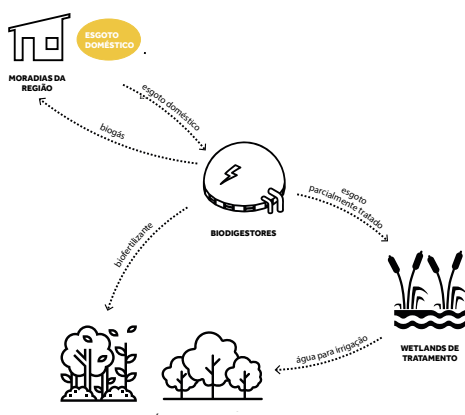 ESGOTO
DOMÉSTICO
MORADIAS DA
REGIÃO
esgoto doméstico
biogás
esgoto
parcialmente tratado
BIODIGESTORES
biofertilizante
WETLANDS DE
TRATAMENTO
água para irrigação